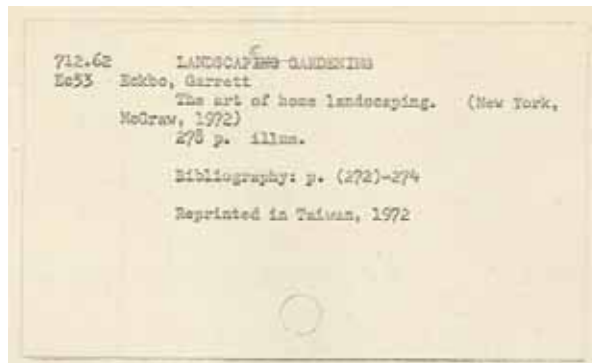 712.62 LANDSCAPE GARDENING
Ec53 Eckbo, Garrett
The art of home landscaping. (New York,
McGraw, 1972)
278 p. illus.
Bibliography: p. (272)-274
Reprinted in Taiwan, 1972